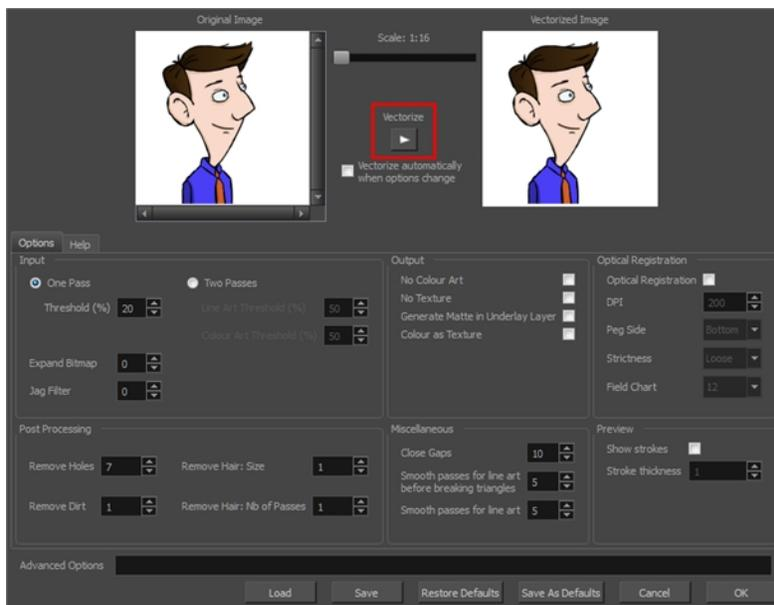 Original Image
Vectorized Image
Scale: 1:16
Vectorize
Vectorize automatically
when options change
Options
Help
Input
One Pass
Two Passes
Threshold (%) 20
Line Art Threshold (%) 50
Colour Art Threshold (%) 50
Expand Bitmap 0
Jag Filter 0
Output
No Colour Art
No Texture
Generate Matte in Underlay Layer
Colour as Texture
Optical Registration
Optical Registration
DPI 200
Peg Side Bottom
Strictness Loose
Field Chart 12
Post Processing
Remove Holes 7
Remove Hair: Size 1
Remove Dirt 1
Remove Hair: Nb of Passes 1
Miscellaneous
Close Gaps 10
Smooth passes for line art
before breaking triangles 5
Smooth passes for line art 5
Preview
Show strokes
Stroke thickness 1
Advanced Options
Load Save Restore Defaults Save As Defaults Cancel OK